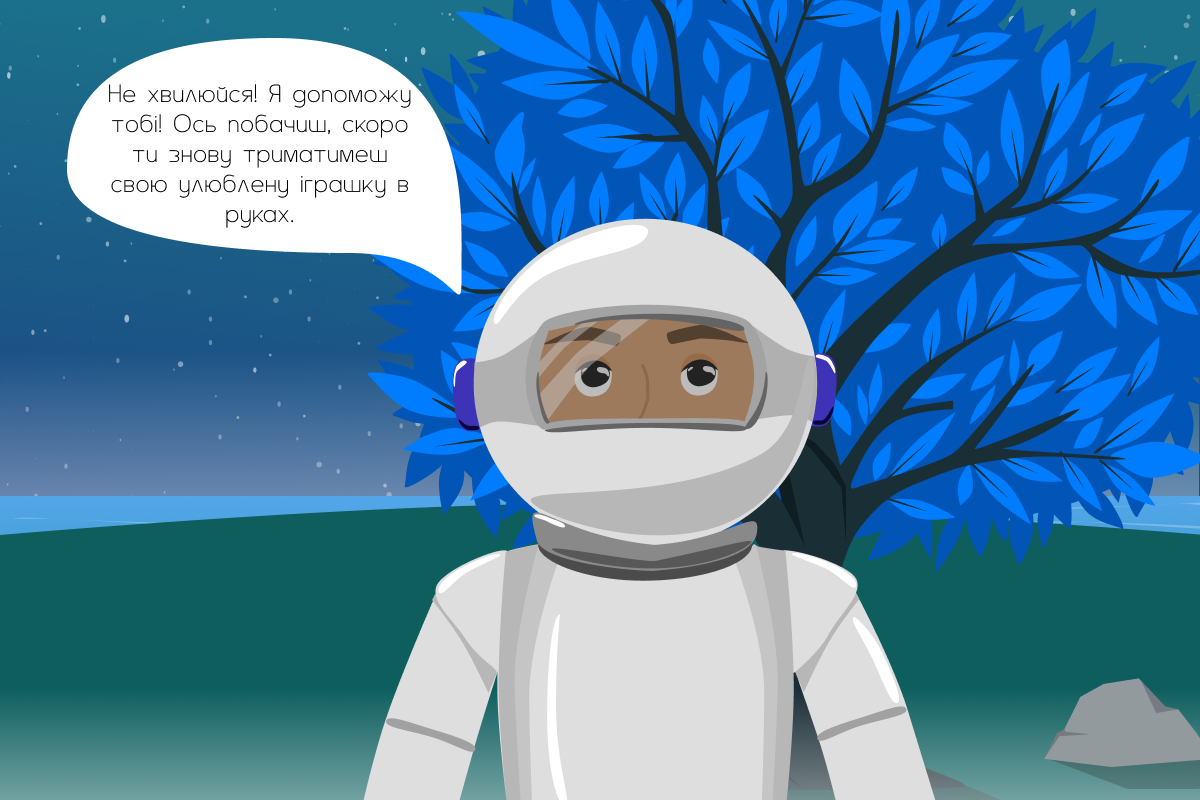 Не хвилюйся! Я допоможу
тобі! Ось побачиш, скоро
ти знову триматимеш
свою улюблену іграшку в
руках.